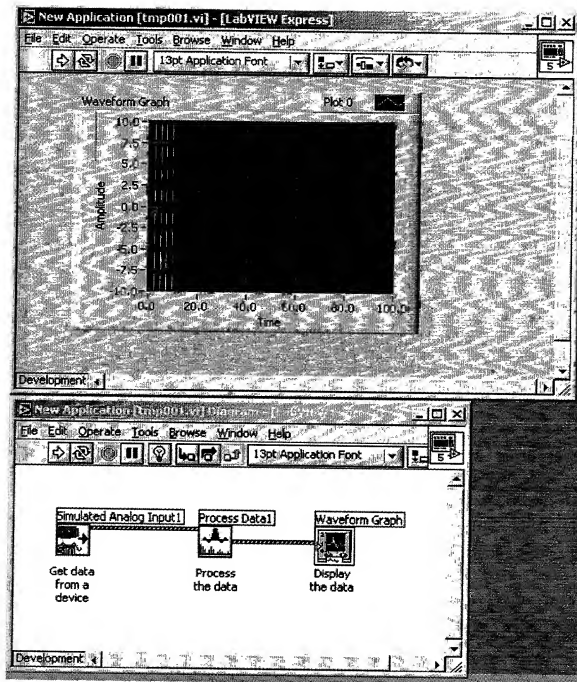 New Application [tmp001.vi] - [LabVIEW Express]
File Edit Operate Tools Browse Window Help
13pt Application Font
5
Waveform Graph Plot 0
10.0
7.5
5.0
2.5
0.0
-2.5
-5.0
-7.5
-10.0
Amplitude
0.0 20.0 40.0 60.0 80.0 100.0
Time
Development
New Application [tmp001.vi] Diagram
File Edit Operate Tools Browse Window Help
13pt Application Font
5
Simulated Analog Input1 Process Data1 Waveform Graph
Get data
from a
device
Process
the data
Display
the data
Development